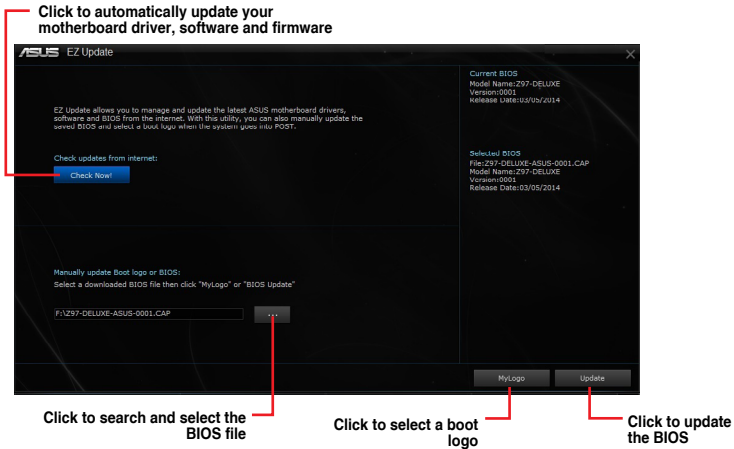 Click to automatically update your
motherboard driver, software and firmware
ASUS EZ Update
EZ Update allows you to manage and update the latest ASUS motherboard drivers,
software and BIOS from the internet. With this utility, you can also manually update the
saved BIOS and select a boot logo when the system goes into POST.
Check updates from internet:
Check Now!
Manually update Boot logo or BIOS:
Select a downloaded BIOS file then click "MyLogo" or "BIOS Update"
F:\Z97-DELUXE-ASUS-0001.CAP
...
Current BIOS
Model Name:Z97-DELUXE
Version:0001
Release Date:03/05/2014
Selected BIOS
File:Z97-DELUXE-ASUS-0001.CAP
Model Name:Z97-DELUXE
Version:0001
Release Date:03/05/2014
MyLogo
Update
Click to search and select the
BIOS file
Click to select a boot
logo
Click to update
the BIOS